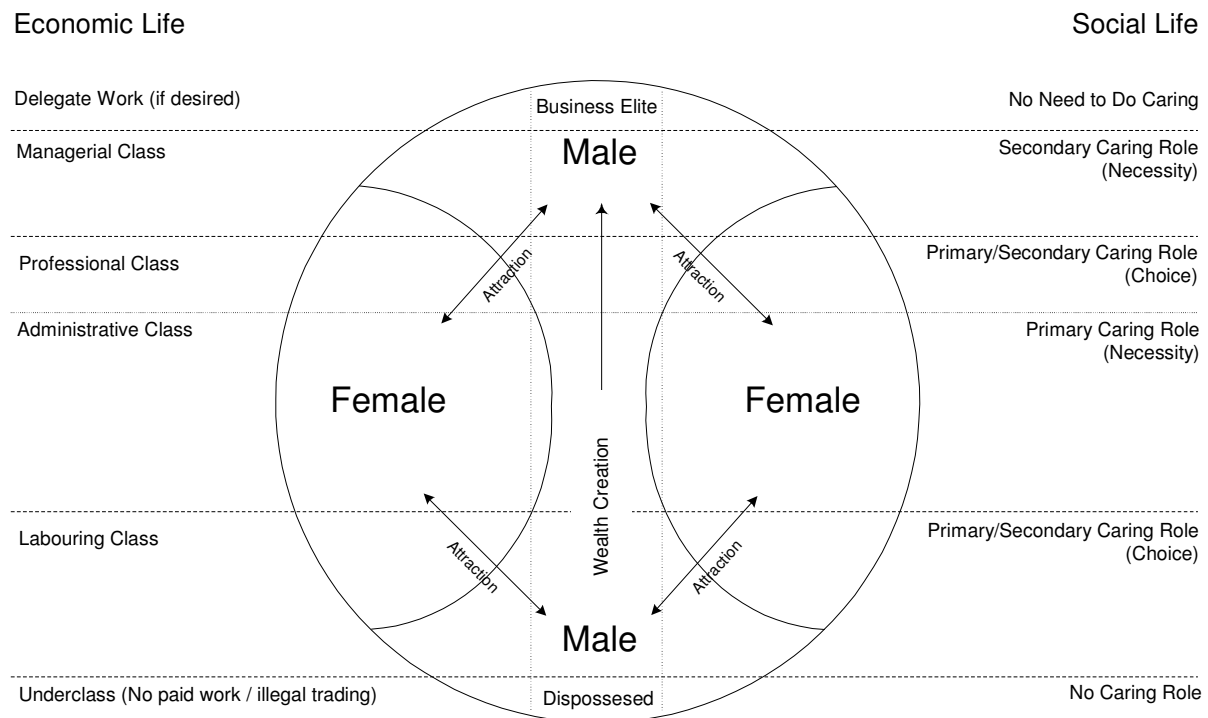 Economic Life
Social Life
Delegate Work (if desired)
Business Elite
No Need to Do Caring
Managerial Class
Male
Secondary Caring Role
(Necessity)
Professional Class
Attraction
Attraction
Primary/Secondary Caring Role
(Choice)
Administrative Class
Primary Caring Role
(Necessity)
Female
Female
Wealth Creation
Labouring Class
Attraction
Attraction
Primary/Secondary Caring Role
(Choice)
Male
Underclass (No paid work / illegal trading)
Dispossesed
No Caring Role